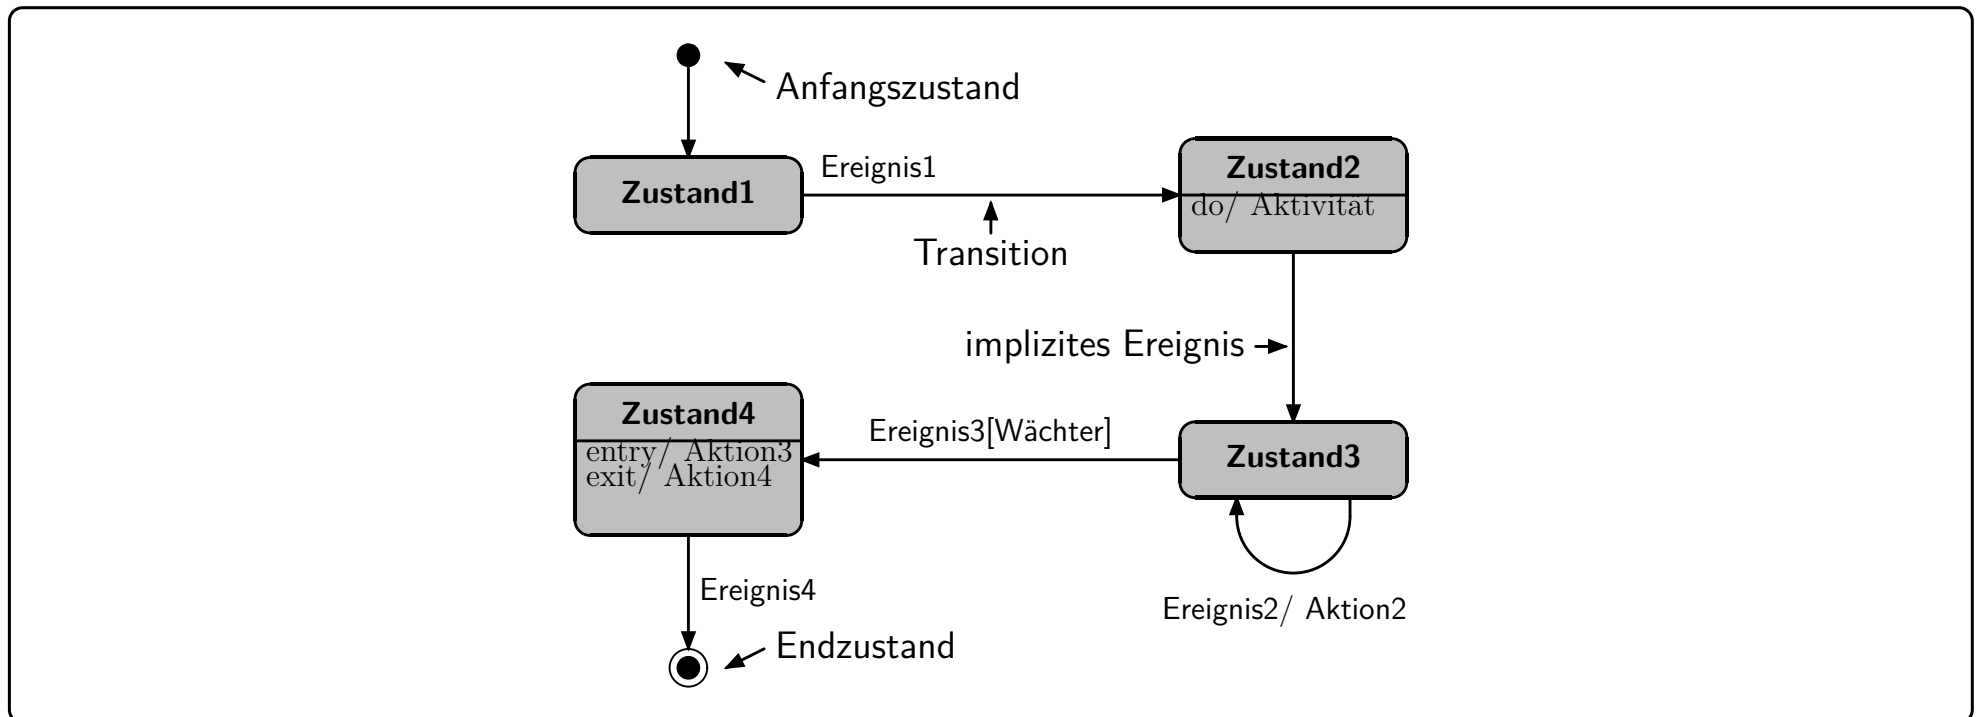 Anfangszustand
Zustand1
Ereignis1
Zustand2
do/ Aktivitat
Transition
implizites Ereignis
Zustand4
entry/ Aktion3
exit/ Aktion4
Ereignis3[Wächter]
Zustand3
Ereignis4
Ereignis2/ Aktion2
Endzustand